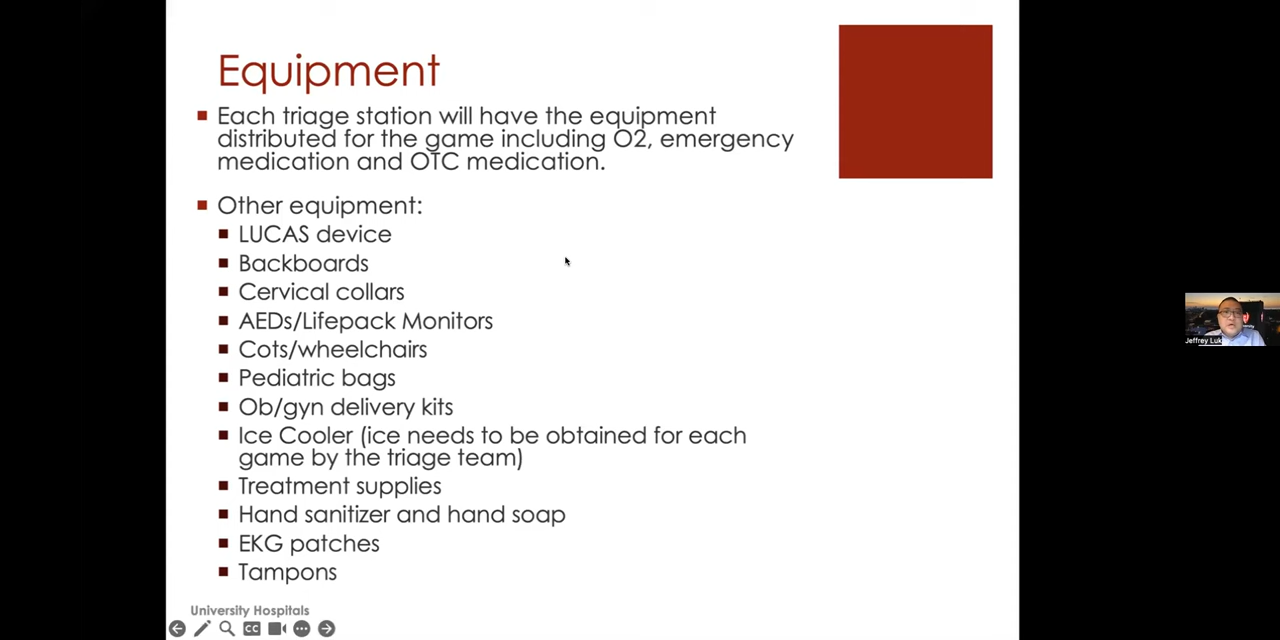 Equipment
Each triage station will have the equipment
distributed for the game including O2, emergency
medication and OTC medication.
Other equipment:
LUCAS device
Backboards
Cervical collars
AEDs/Lifepack Monitors
Cots/wheelchairs
Pediatric bags
Ob/gyn delivery kits
Ice Cooler (ice needs to be obtained for each
game by the triage team)
Treatment supplies
Hand sanitizer and hand soap
EKG patches
Tampons
University Hospitals
CC
Jeffrey Luk